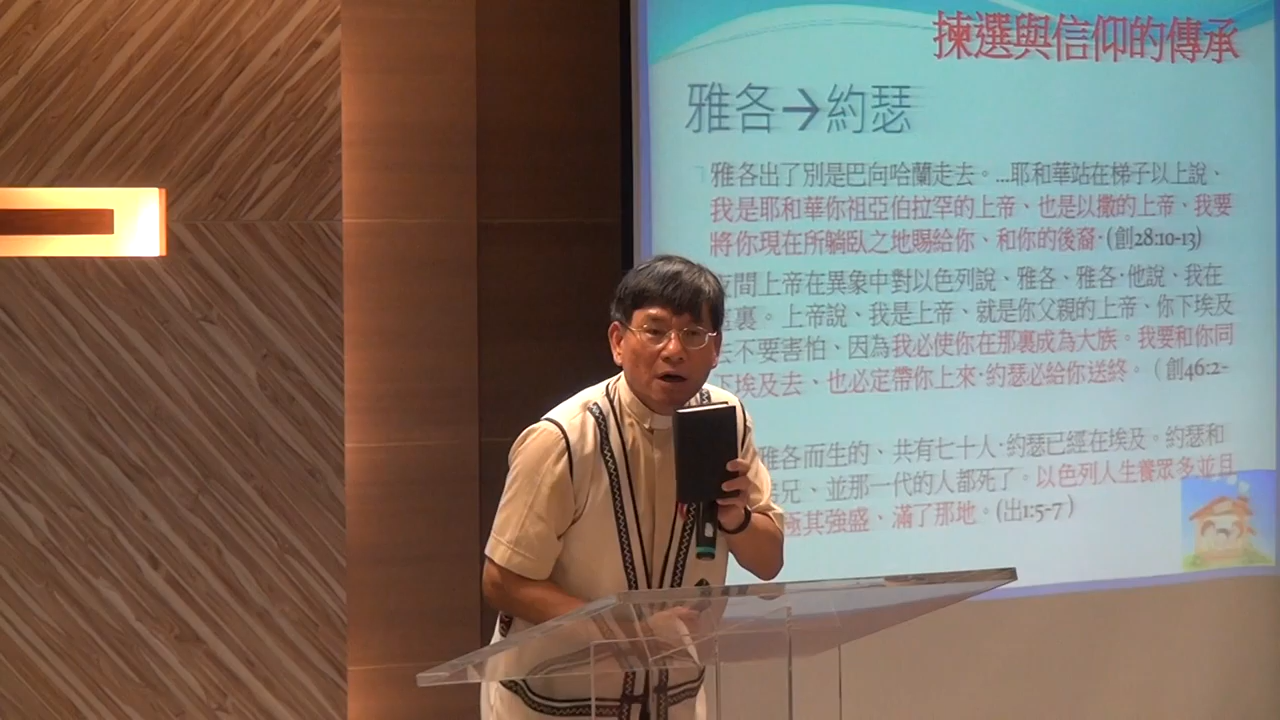 揀選與信仰的傳承
雅各→約瑟
雅各出了別是巴向哈蘭走去。...耶和華站在梯子以上說、
我是耶和華你祖亞伯拉罕的上帝、也是以撒的上帝、我要
將你現在所躺臥之地賜給你、和你的後裔·(創28:10-13)
間上帝在異象中對以色列說、雅各、雅各·他說、我在
裏。上帝說、我是上帝、就是你父親的上帝、你下埃及
不要害怕、因為我必使你在那裏成為大族。我要和你同
下埃及去、也必定帶你上來·約瑟必給你送終。（創46:2-
雅各而生的、共有七十人·約瑟已經在埃及。約瑟和
兄、並那一代的人都死了。以色列人生養眾多並且
極其強盛、滿了那地。(出1:5-7）